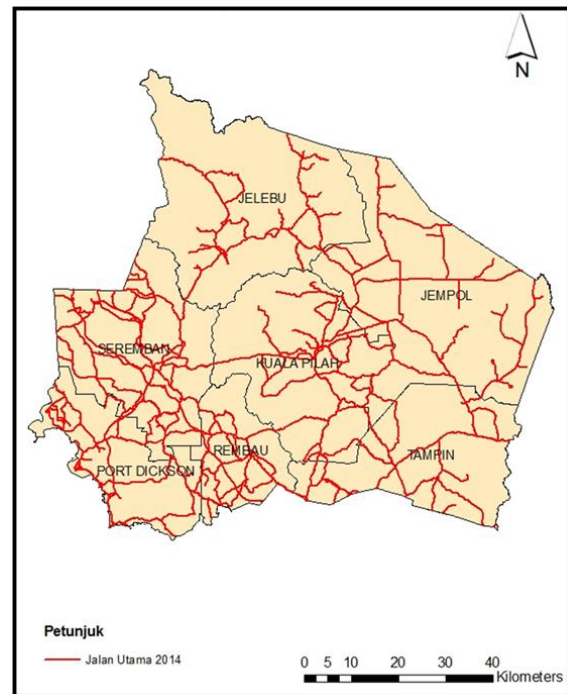 N
JELEBU
JEMPOL
SEREMBAN
KUALA PILAH
REMBAU
TAMPIN
PORT DICKSON
Petunjuk
Jalan Utama 2014
0 5 10 20 30 40
Kilometers